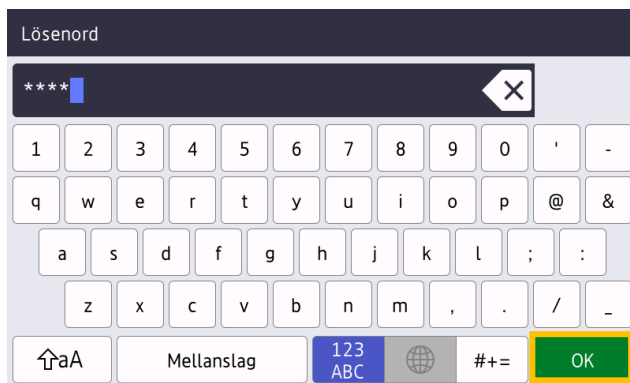 Lösenord
****
1 2 3 4 5 6 7 8 9 0 ' -
q w e r t y u i o p @ &
a s d f g h j k l ; :
z x c v b n m , . / _
aA Mellanslag 123 ABC #+= OK